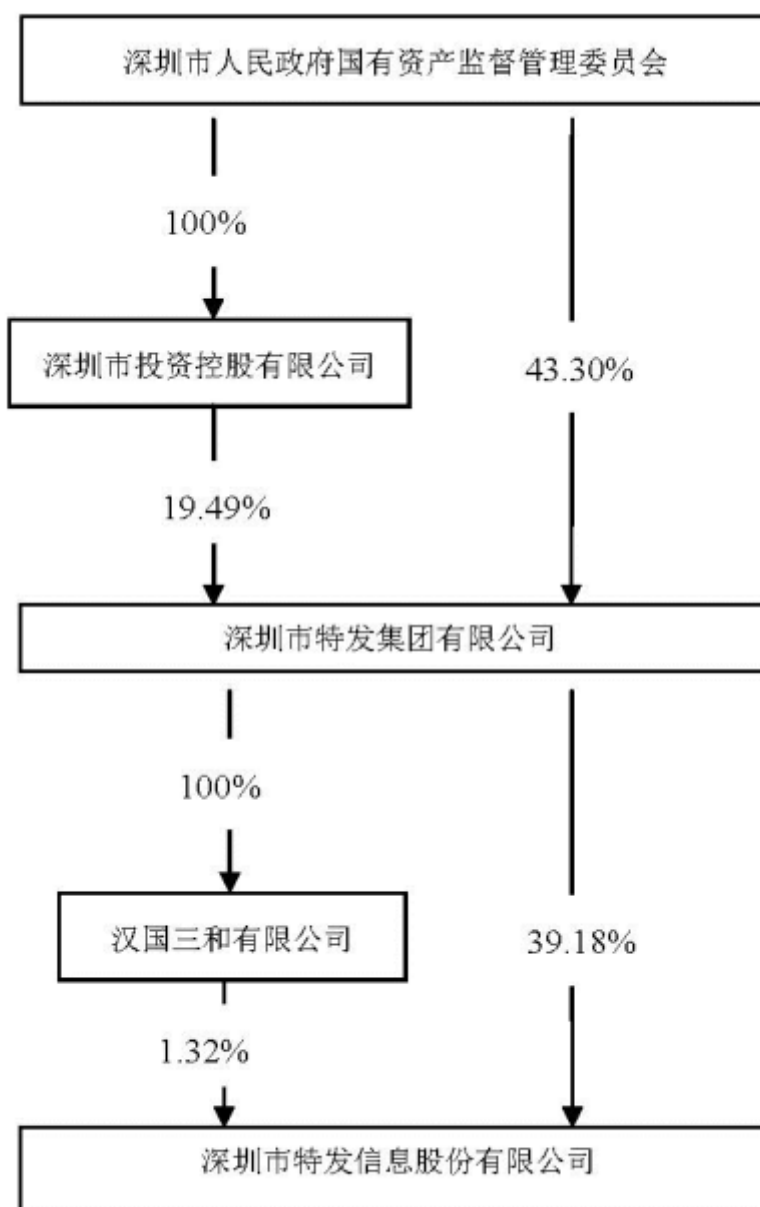 深圳市人民政府国有资产监督管理委员会
100%
深圳市投资控股有限公司
43.30%
19.49%
深圳市特发集团有限公司
100%
汉国三和有限公司
39.18%
1.32%
深圳市特发信息股份有限公司